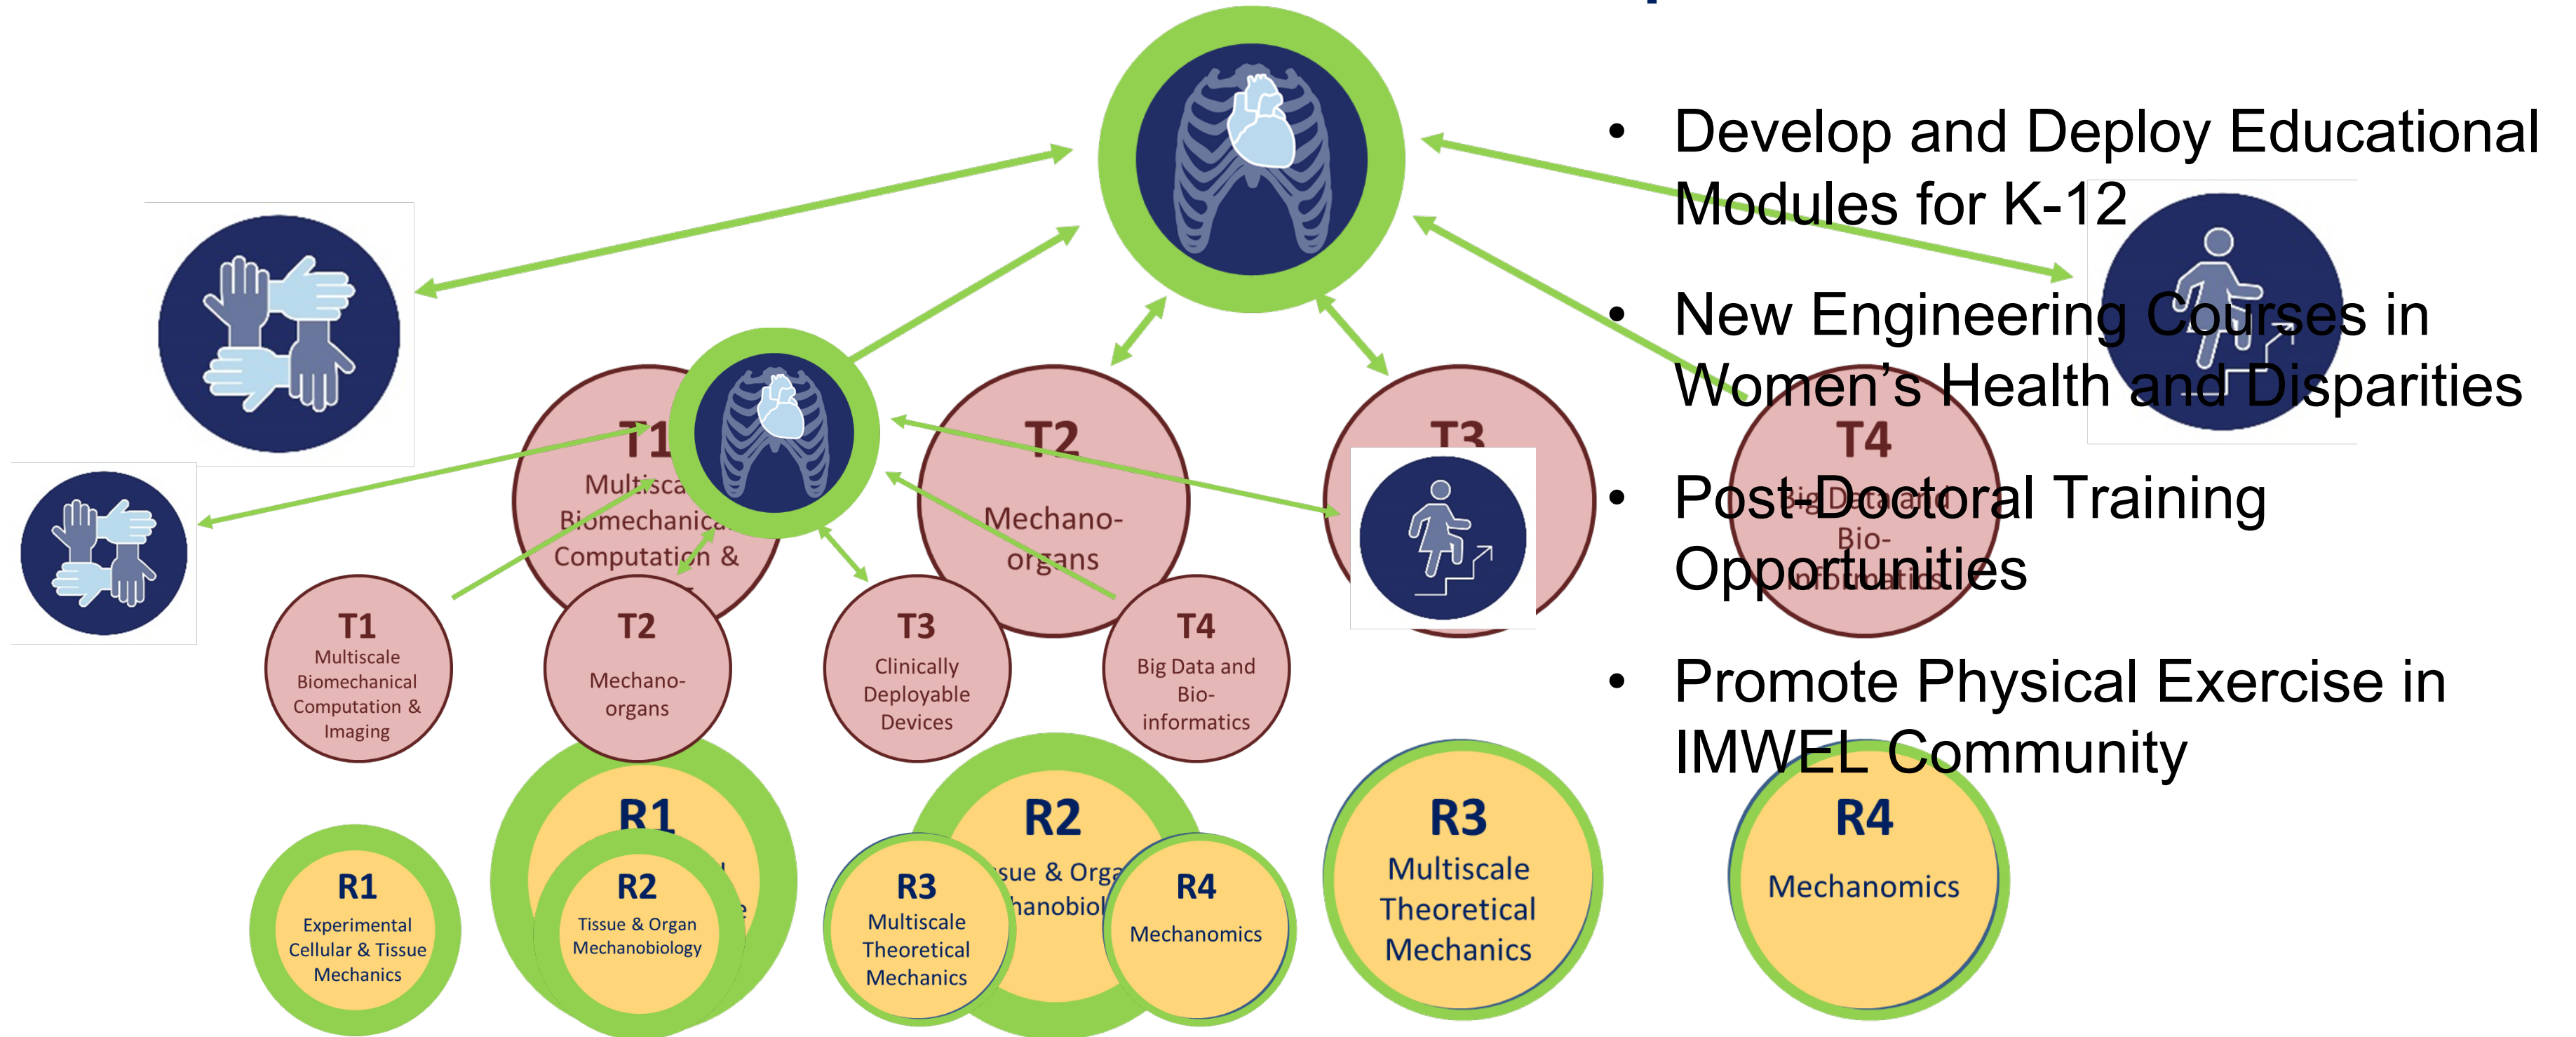 • Develop and Deploy Educational
Modules for K-12
• New Engineering Courses in
Women’s Health and Disparities
• Post-Doctoral Training
Opportunities
• Promote Physical Exercise in
IMWEL Community
T1
Biomechanica
Computation &
T2
Mechano-
organs
T3
T4
Big Data and
Bio-
informatics
T1
Multiscale
Biomechanical
Computation &
Imaging
T2
Mechano-
organs
T3
Clinically
Deployable
Devices
T4
Big Data and
Bio-
informatics
R1
R2
sue & Orga
hanobiol
R3
Multiscale
Theoretical
Mechanics
R4
Mechanomics
R1
Experimental
Cellular & Tissue
Mechanics
R2
Tissue & Organ
Mechanobiology
R3
Multiscale
Theoretical
Mechanics
R4
Mechanomics